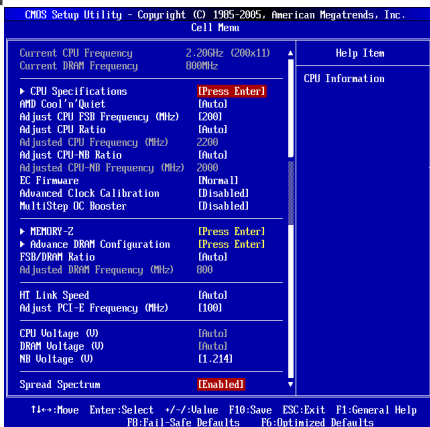 CMOS Setup Utility - Copyright (C) 1985-2005, American Megatrends, Inc.
Cell Menu
Current CPU Frequency 2.20GHz (200x11)
Current DRAM Frequency 800MHz
Help Item
▶ CPU Specifications [Press Enter]
CPU Information
AMD Cool'n'Quiet [Auto]
Adjust CPU FSB Frequency (MHz) [200]
Adjust CPU Ratio [Auto]
Adjusted CPU Frequency (MHz) 2200
Adjust CPU-NB Ratio [Auto]
Adjusted CPU-NB Frequency (MHz) 2000
EC Firmware [Normal]
Advanced Clock Calibration [Disabled]
MultiStep OC Booster [Disabled]
▶ MEMORY-Z [Press Enter]
▶ Advance DRAM Configuration [Press Enter]
FSB/DRAM Ratio [Auto]
Adjusted DRAM Frequency (MHz) 800
HT Link Speed [Auto]
Adjust PCI-E Frequency (MHz) [100]
CPU Voltage (V) [Auto]
DRAM Voltage (V) [Auto]
NB Voltage (V) [1.214]
Spread Spectrum [Enabled]
↑↓←→:Move Enter:Select +/-/:Value F10:Save ESC:Exit F1:General Help
F8:Fail-Safe Defaults F6:Optimized Defaults